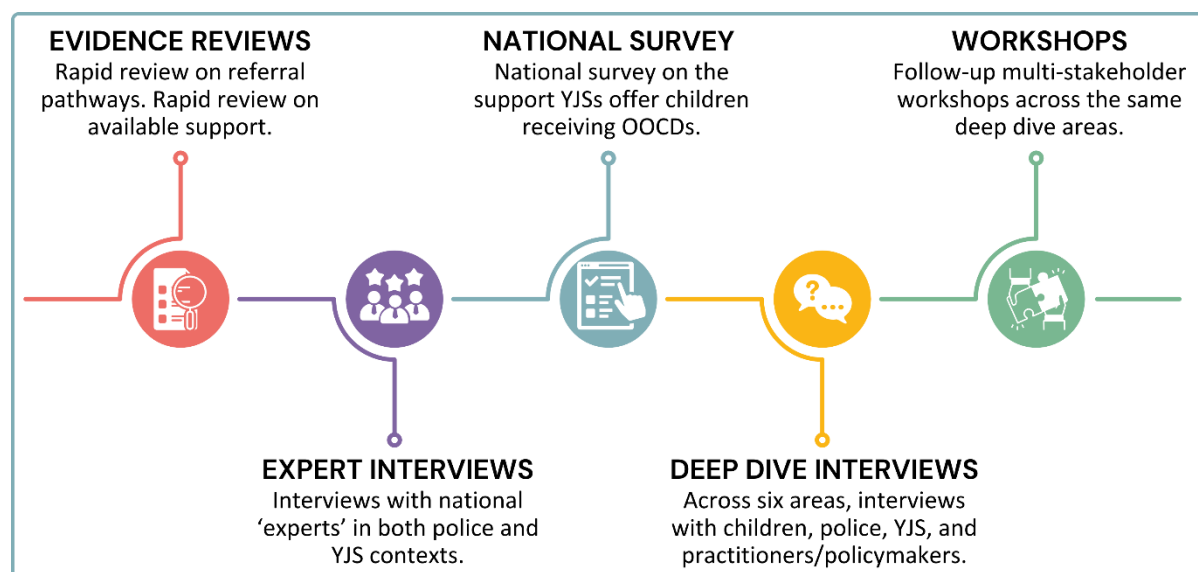 EVIDENCE REVIEWS
Rapid review on referral
pathways. Rapid review on
available support.
NATIONAL SURVEY
National survey on the
support YJSs offer children
receiving OOCDs.
WORKSHOPS
Follow-up multi-stakeholder
workshops across the same
deep dive areas.
EXPERT INTERVIEWS
Interviews with national
‘experts’ in both police and
YJS contexts.
DEEP DIVE INTERVIEWS
Across six areas, interviews
with children, police, YJS, and
practitioners/policymakers.